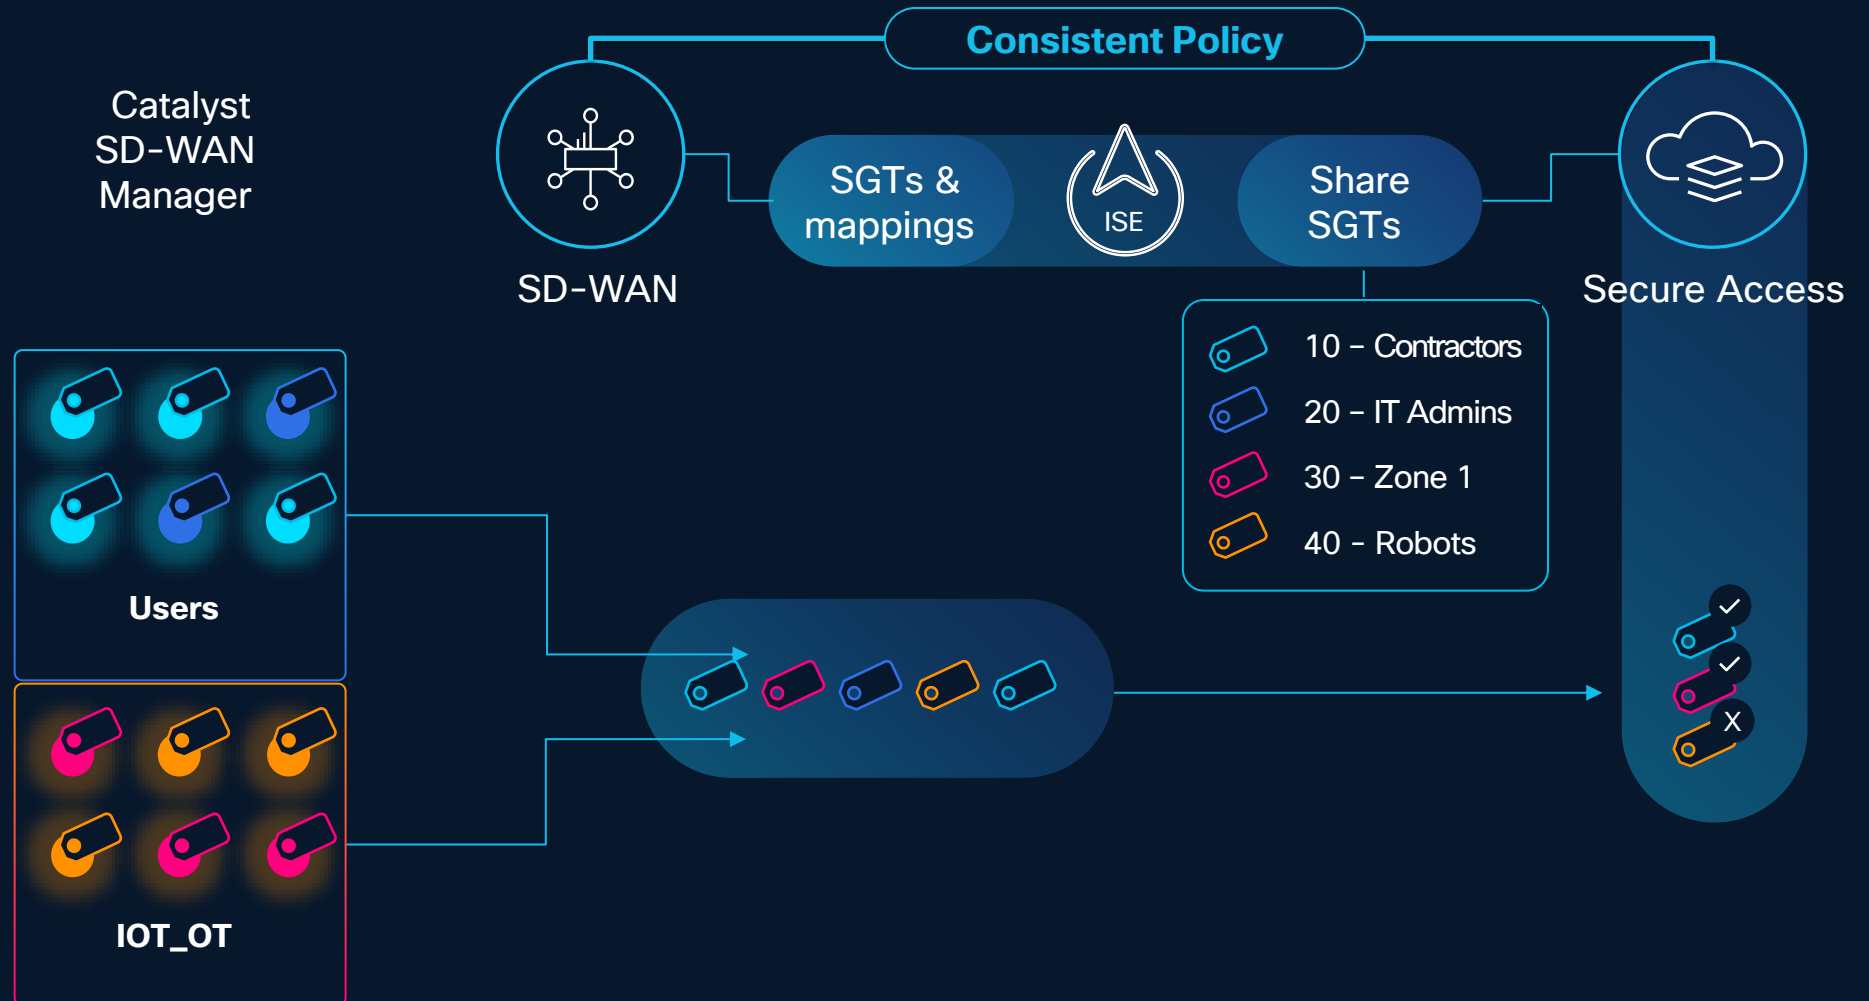 Consistent Policy
Catalyst
SD-WAN
Manager
SGTs &
mappings
ISE
Share
SGTs
SD-WAN
Secure Access
10 – Contractors
20 – IT Admins
30 – Zone 1
40 – Robots
Users
X
IOT_OT